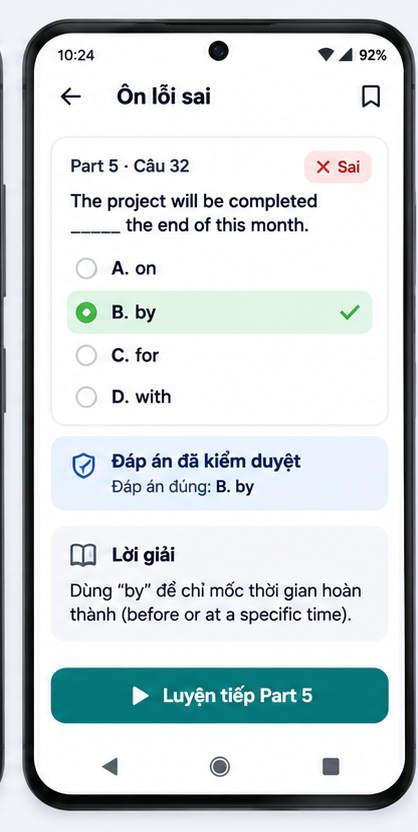 10:24
92%
Ôn lỗi sai
Part 5 · Câu 32
Sai
The project will be completed
_____ the end of this month.
A. on
B. by
C. for
D. with
Đáp án đã kiểm duyệt
Đáp án đúng: B. by
Lời giải
Dùng “by” để chỉ mốc thời gian hoàn
thành (before or at a specific time).
Luyện tiếp Part 5